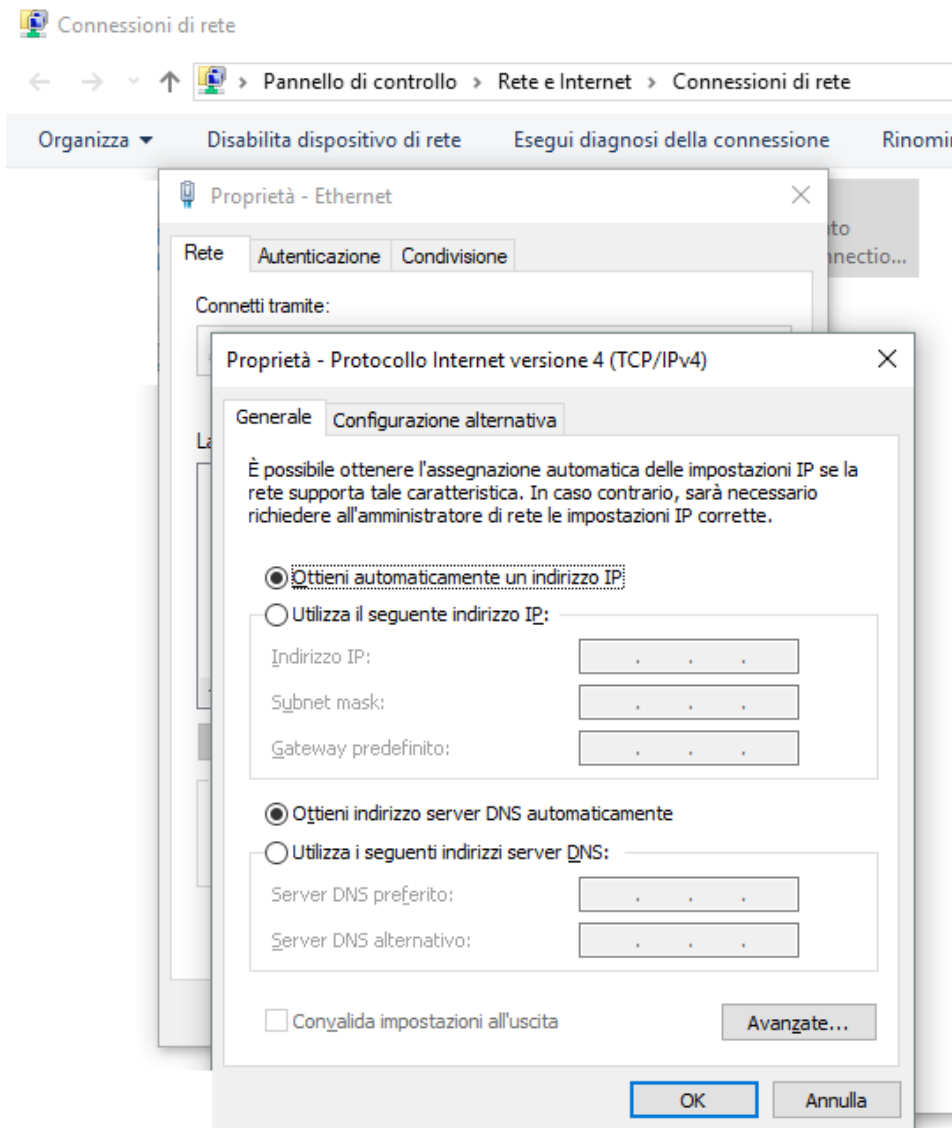 Connessioni di rete
Pannello di controllo > Rete e Internet > Connessioni di rete
Organizza Disabilita dispositivo di rete Esegui diagnosi della connessione
Proprietà - Ethernet
Rete Autenticazione Condivisione
Connetti tramite:
Proprietà - Protocollo Internet versione 4 (TCP/IPv4)
Generale Configurazione alternativa
È possibile ottenere l'assegnazione automatica delle impostazioni IP se la
rete supporta tale caratteristica. In caso contrario, sarà necessario
richiedere all'amministratore di rete le impostazioni IP corrette.
Ottieni automaticamente un indirizzo IP
Utilizza il seguente indirizzo IP:
Indirizzo IP:
Subnet mask:
Gateway predefinito:
Ottieni indirizzo server DNS automaticamente
Utilizza i seguenti indirizzi server DNS:
Server DNS preferito:
Server DNS alternativo:
Convalida impostazioni all'uscita
Avanzate...
OK Annulla